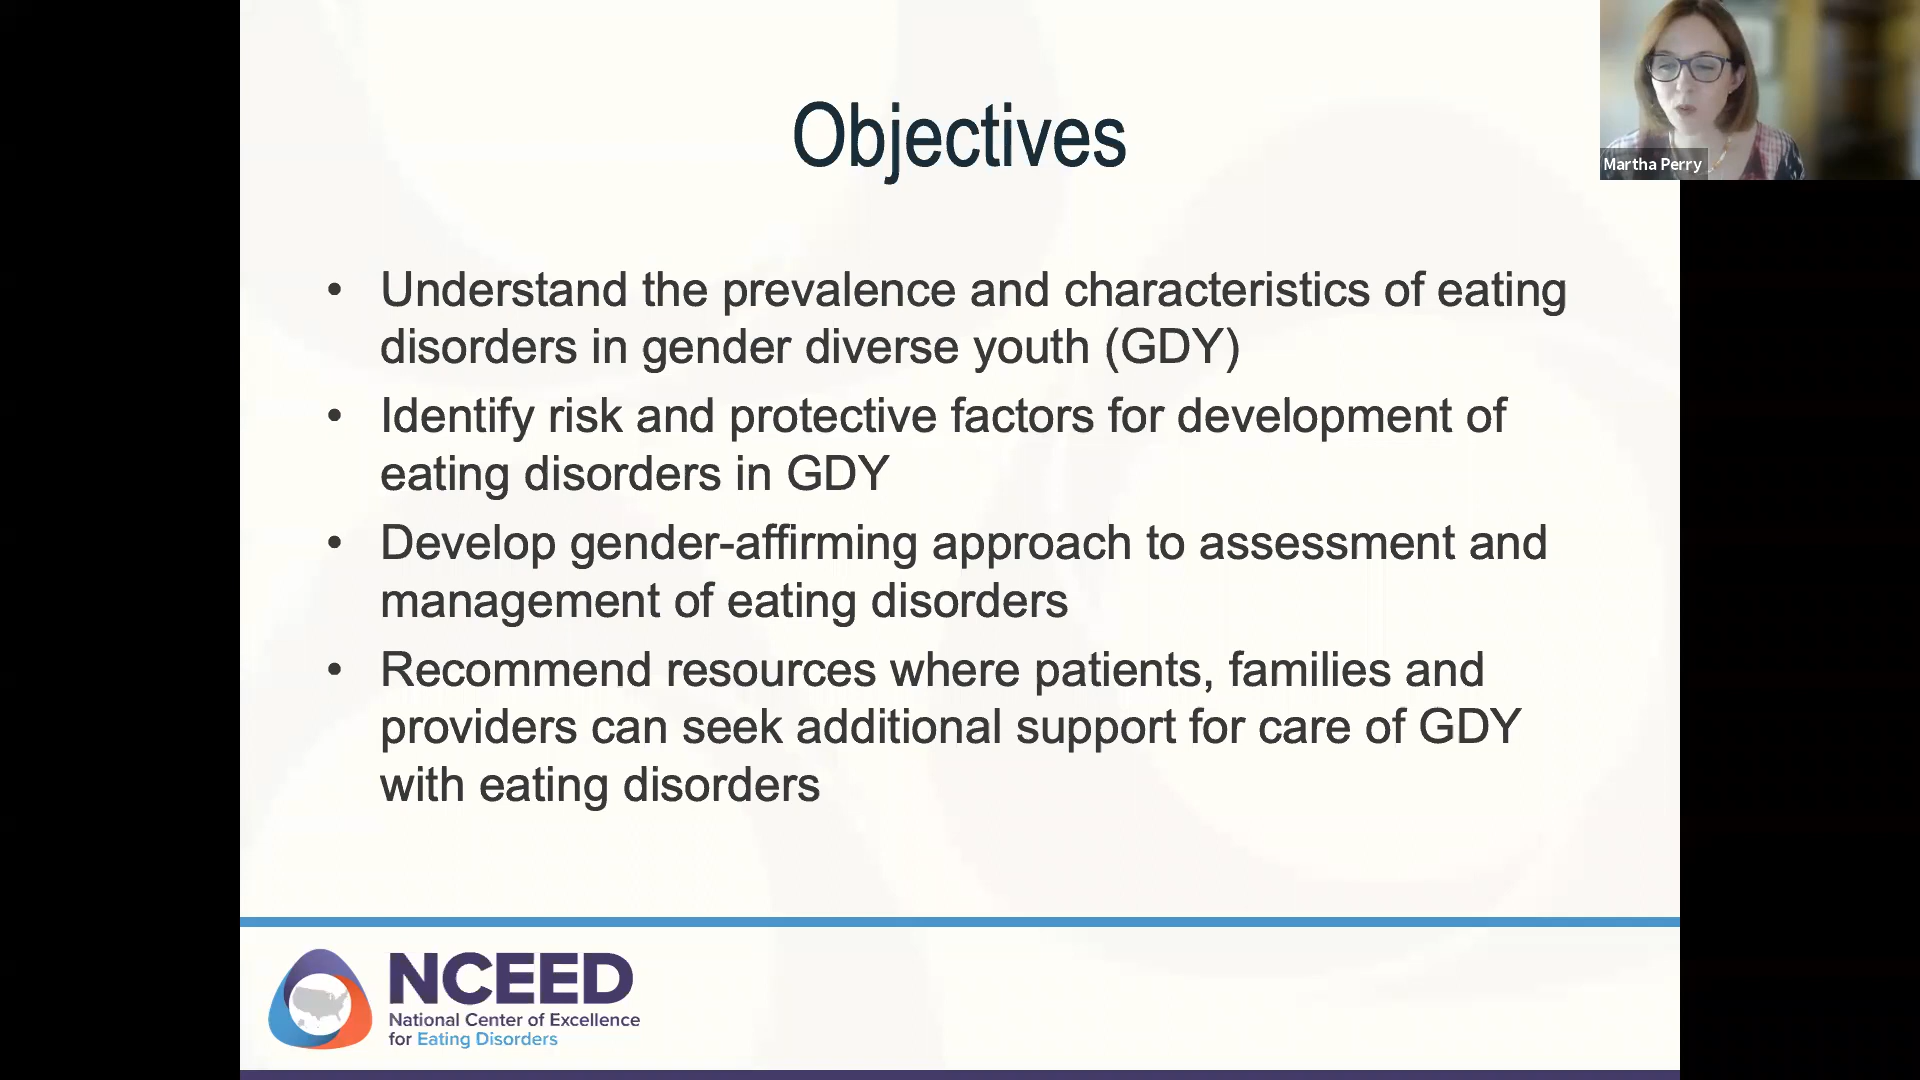 Objectives
Martha Perry
• Understand the prevalence and characteristics of eating
disorders in gender diverse youth (GDY)
• Identify risk and protective factors for development of
eating disorders in GDY
• Develop gender-affirming approach to assessment and
management of eating disorders
• Recommend resources where patients, families and
providers can seek additional support for care of GDY
with eating disorders
NCEED
National Center of Excellence
for Eating Disorders